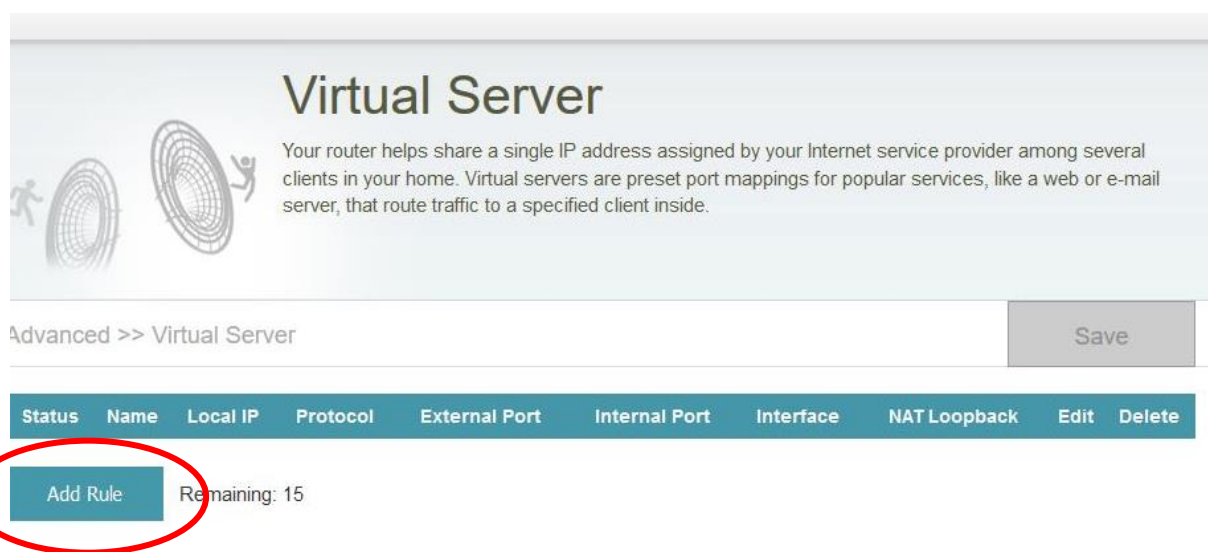 Virtual Server
Your router helps share a single IP address assigned by your Internet service provider among several
clients in your home. Virtual servers are preset port mappings for popular services, like a web or e-mail
server, that route traffic to a specified client inside.
Advanced >> Virtual Server
Save
Status Name Local IP Protocol External Port Internal Port Interface NAT Loopback Edit Delete
Add Rule Remaining: 15